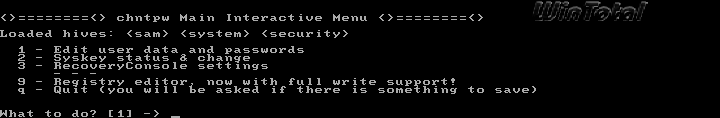 <>========<> chntpw Main Interactive Menu <>========<>
WinTotal
Loaded hives: <sam> <system> <security>
1 - Edit user data and passwords
2 - Syskey status & change
3 - RecoveryConsole settings
- - -
9 - Registry editor, now with full write support!
q - Quit (you will be asked if there is something to save)
What to do? [1] -> _